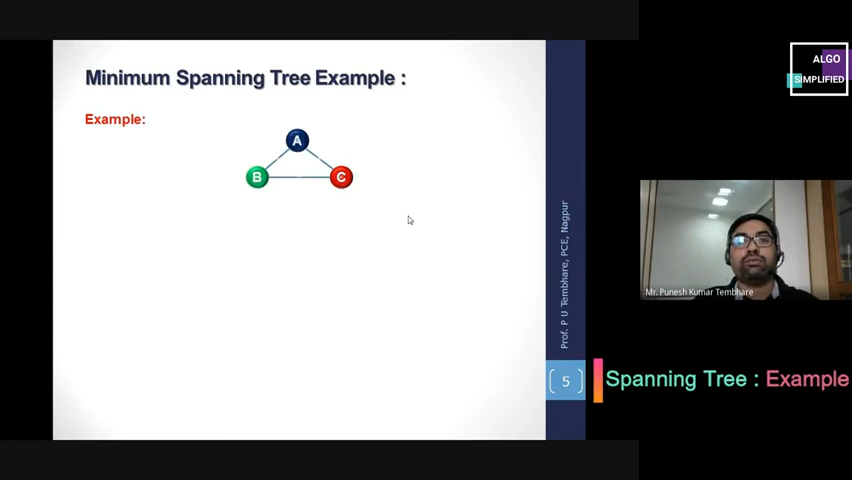 Minimum Spanning Tree Example :
Example:
A
B
C
Prof. P U Tembhare, PCE, Nagpur
5
ALGO
SIMPLIFIED
Mr. Punesh Kumar Tembhare
Spanning Tree : Example